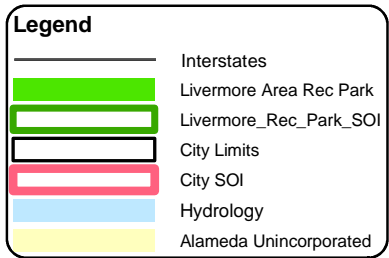 Legend
Interstates
Livermore Area Rec Park
Livermore_Rec_Park_SOI
City Limits
City SOI
Hydrology
Alameda Unincorporated